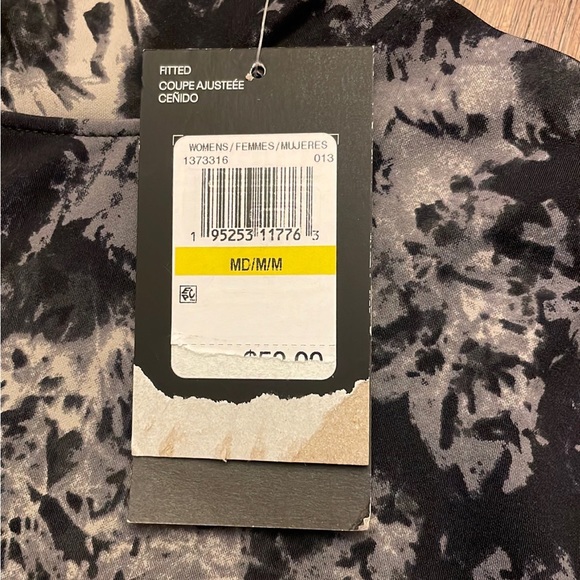 FITTED
COUPE AJUSTEÉE
CEÑIDO
WOMENS/FEMMES/MUJERES
1373316 013
1 95253 11776 3
MD/M/M